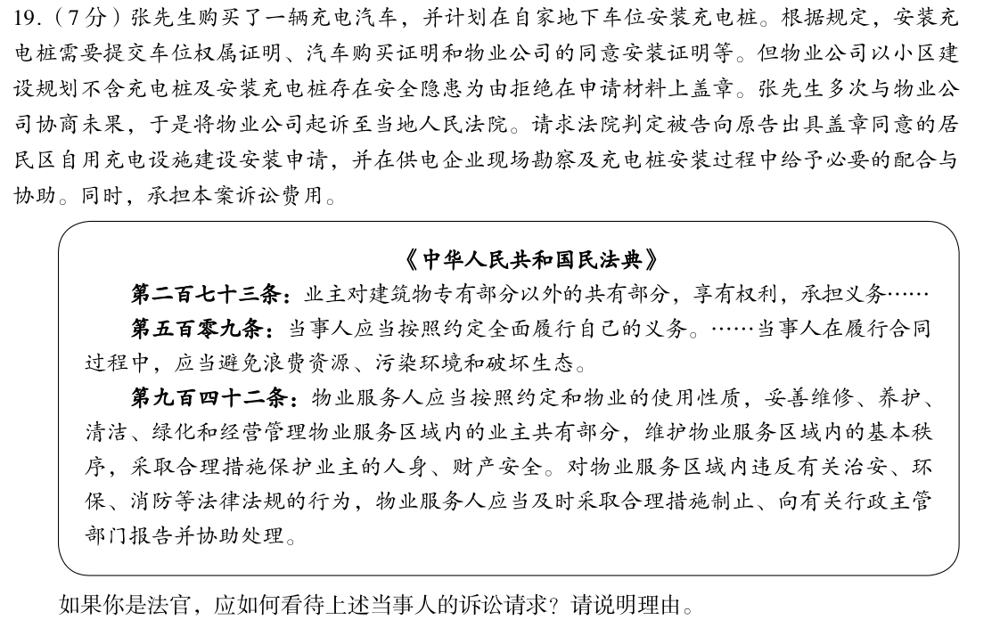 19.（7分）张先生购买了一辆充电汽车，并计划在自家地下车位安装充电桩。根据规定，安装充
电桩需要提交车位权属证明、汽车购买证明和物业公司的同意安装证明等。但物业公司以小区建
设规划不含充电桩及安装充电桩存在安全隐患为由拒绝在申请材料上盖章。张先生多次与物业公
司协商未果，于是将物业公司起诉至当地人民法院。请求法院判定被告向原告出具盖章同意的居
民区自用充电设施建设安装申请，并在供电企业现场勘察及充电桩安装过程中给予必要的配合与
协助。同时，承担本案诉讼费用。
《中华人民共和国民法典》
第二百七十三条：业主对建筑物专有部分以外的共有部分，享有权利，承担义务……
第五百零九条：当事人应当按照约定全面履行自己的义务。……当事人在履行合同
过程中，应当避免浪费资源、污染环境和破坏生态。
第九百四十二条：物业服务人应当按照约定和物业的使用性质，妥善维修、养护、
清洁、绿化和经营管理物业服务区域内的业主共有部分，维护物业服务区域内的基本秩
序，采取合理措施保护业主的人身、财产安全。对物业服务区域内违反有关治安、环
保、消防等法律法规的行为，物业服务人应当及时采取合理措施制止、向有关行政主管
部门报告并协助处理。
如果你是法官，应如何看待上述当事人的诉讼请求？请说明理由。